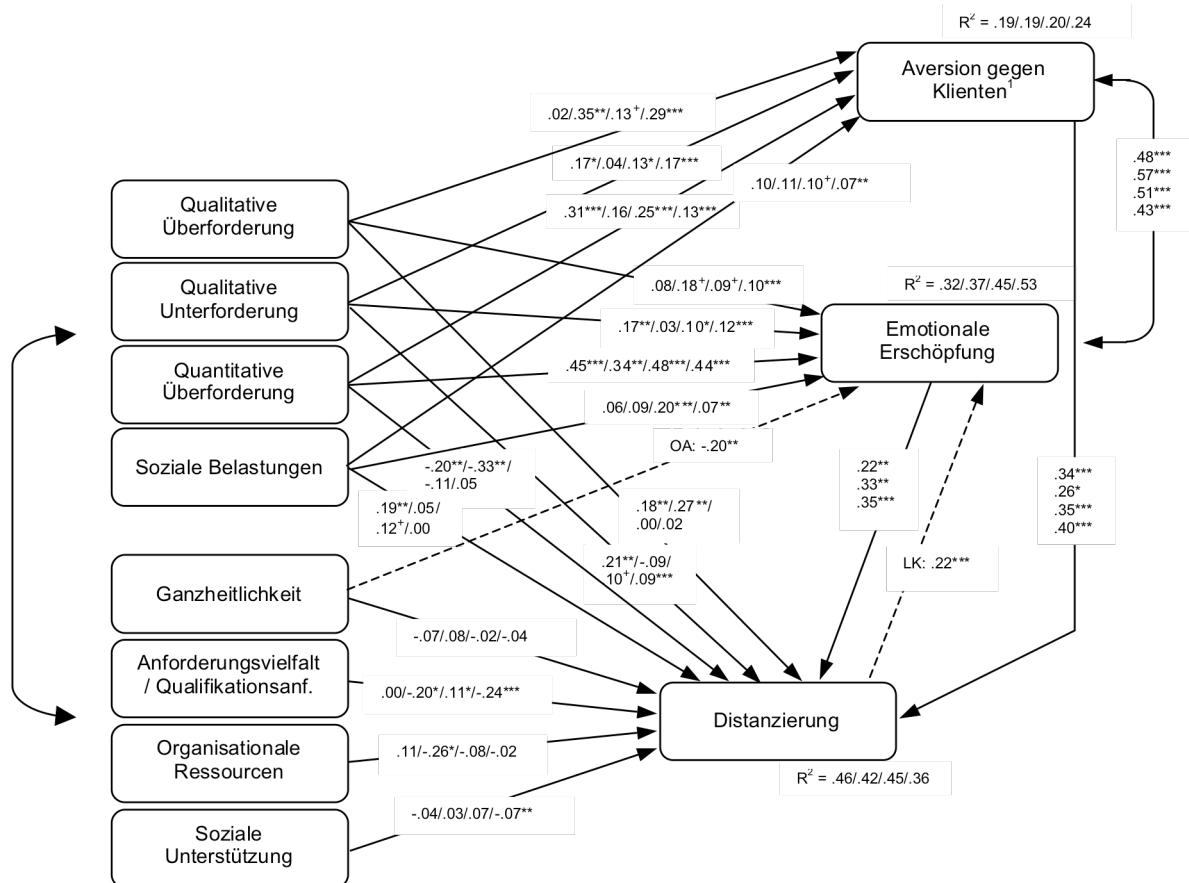 R² = .19/.19/.20/.24
Aversion gegen
Klienten¹
.02/.35**/.13⁺/.29***
.17*/.04/.13*/.17***
.10/.11/.10⁺/.07**
.31***/.16/.25***/.13***
.48***
.57***
.51***
.43***
Qualitative
Überforderung
Qualitative
Unterforderung
Quantitative
Überforderung
Soziale Belastungen
R² = .32/.37/.45/.53
.08/.18⁺/.09⁺/.10***
.17**/.03/.10*/.12***
.45***/.34**/.48***/.44***
.06/.09/.20***/.07**
Emotionale
Erschöpfung
OA: -.20**
-.20**/-.33**/
-.11/.05
.19**/.05/
.12⁺/.00
.18**/.27**/
.00/.02
.21**/-.09/
10⁺/.09***
.22**
.33**
.35***
LK: .22***
.34***
.26*
.35***
.40***
Ganzheitlichkeit
Anforderungsvielfalt
/ Qualifikationsanf.
Organisationale
Ressourcen
Soziale
Unterstützung
-.07/.08/-.02/-.04
.00/-.20*/.11*/-.24***
.11/-.26*/-.08/-.02
-.04/.03/.07/-.07**
Distanzierung
R² = .46/.42/.45/.36